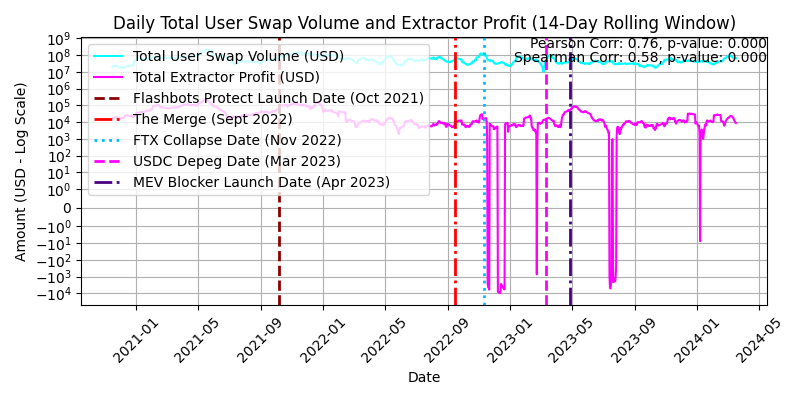 Daily Total User Swap Volume and Extractor Profit (14-Day Rolling Window)
Pearson Corr: 0.76, p-value: 0.000
Spearman Corr: 0.58, p-value: 0.000
Total User Swap Volume (USD)
Total Extractor Profit (USD)
Flashbots Protect Launch Date (Oct 2021)
The Merge (Sept 2022)
FTX Collapse Date (Nov 2022)
USDC Depeg Date (Mar 2023)
MEV Blocker Launch Date (Apr 2023)
Amount (USD - Log Scale)
10⁹
10⁸
10⁷
10⁶
10⁵
10⁴
10³
10²
10¹
10⁰
0
−10⁰
−10¹
−10²
−10³
−10⁴
2021-01
2021-05
2021-09
2022-01
2022-05
2022-09
2023-01
2023-05
2023-09
2024-01
2024-05
Date